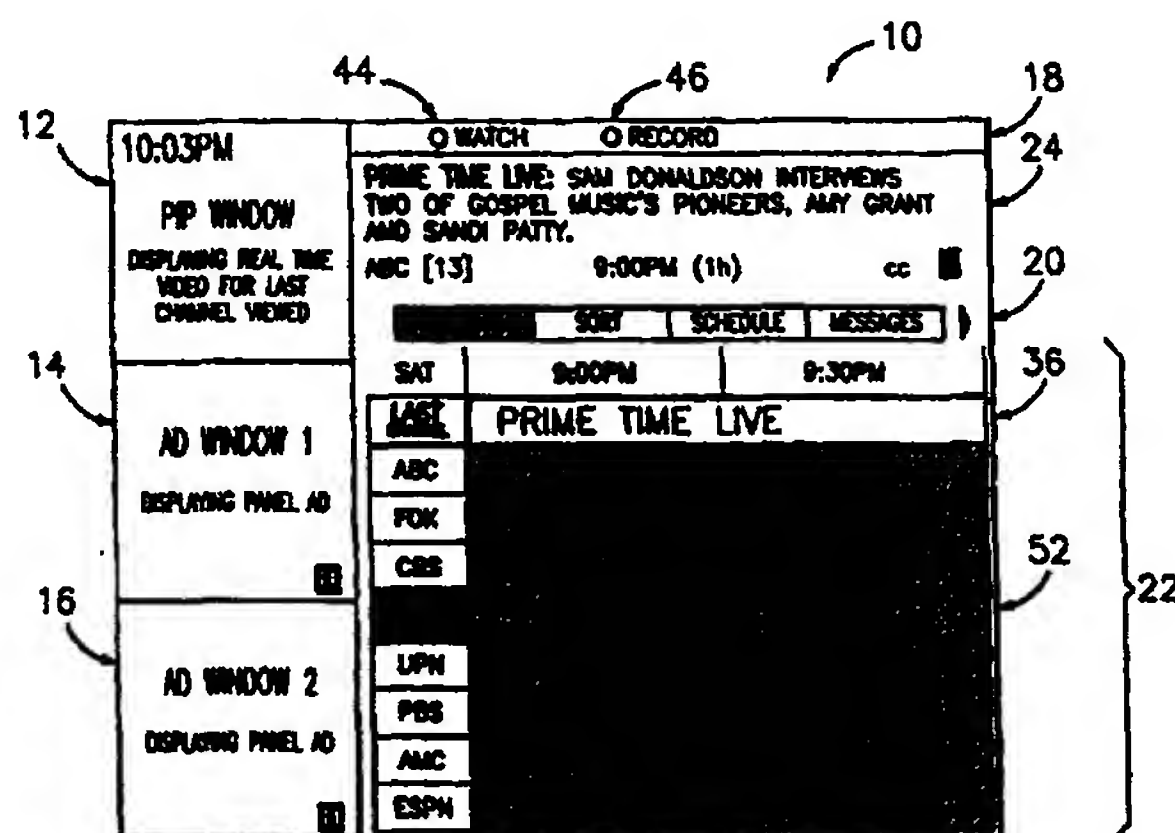 10
44
46
18
12
10:03PM
O WATCH
O RECORD
24
PRIME TIME LIVE: SAM DONALDSON INTERVIEWS
TWO OF GOSPEL MUSIC'S PIONEERS, AMY GRANT
AND SANDI PATTY.
PIP WINDOW
DISPLAYING REAL TIME
VIDEO FOR LAST
CHANNEL VIEWED
ABC [13]
9:00PM (1h)
cc
20
SORT
SCHEDULE
MESSAGES
14
SAT
9:00PM
9:30PM
36
LAST
PRIME TIME LIVE
AD WINDOW 1
DISPLAYING PANEL AD
ABC
FOX
CBS
52
22
16
UPN
AD WINDOW 2
DISPLAYING PANEL AD
PBS
AMC
ESPN